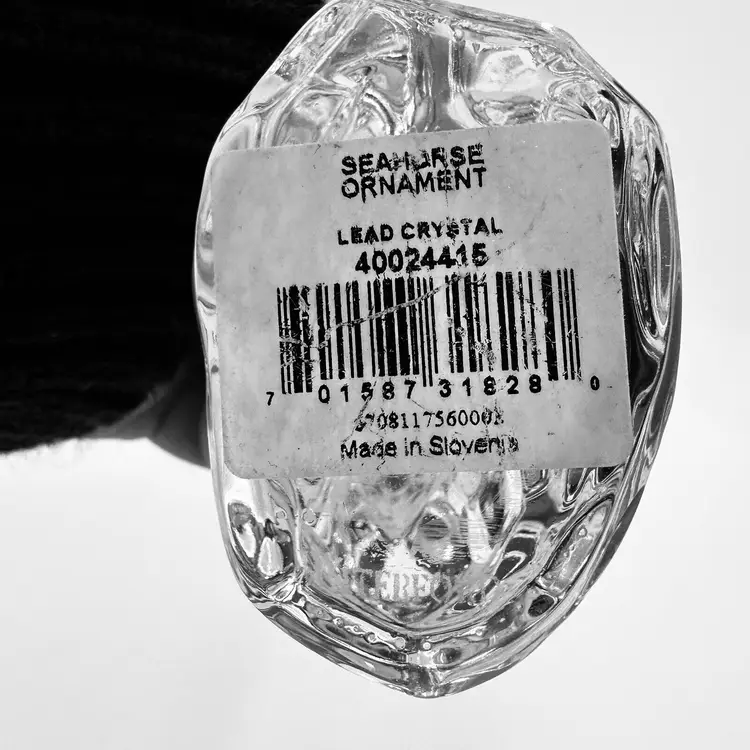 SEAHORSE
ORNAMENT
LEAD CRYSTAL
40024415
7 01587 31828 0
Made in Slovenia